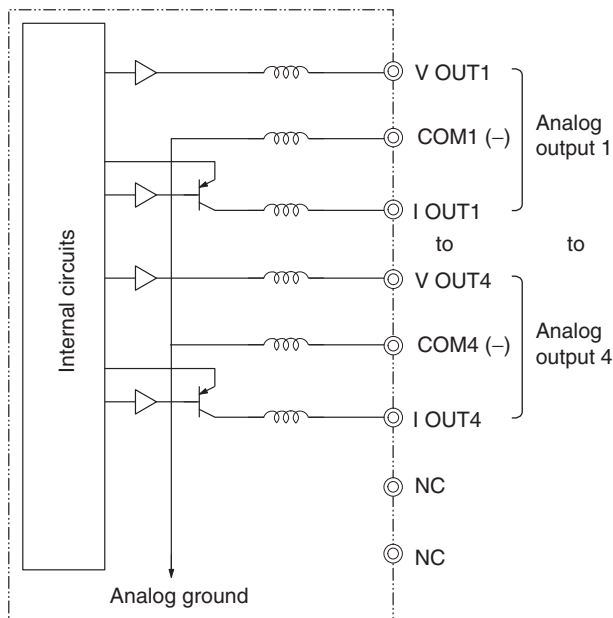 Internal circuits
V OUT1
COM1 (–)
I OUT1
Analog
output 1
to
to
V OUT4
COM4 (–)
I OUT4
Analog
output 4
NC
NC
Analog ground